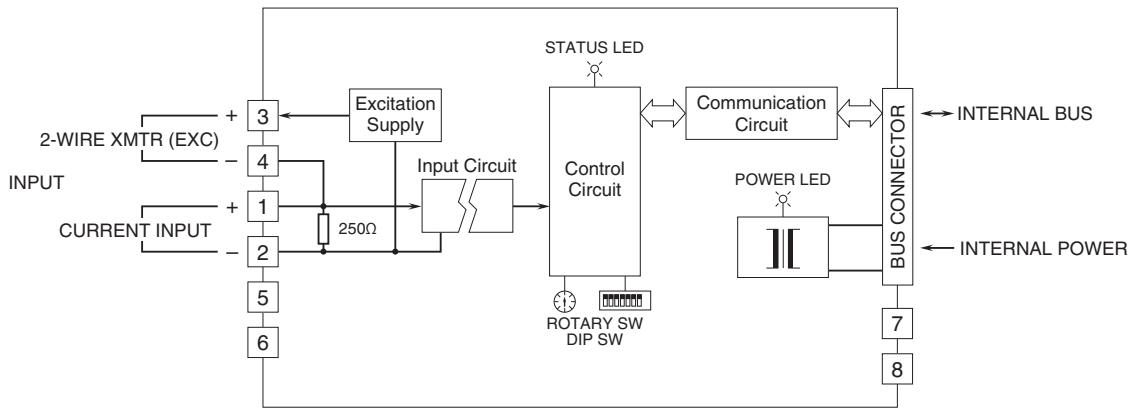 STATUS LED
+
3
Excitation
Supply
Communication
Circuit
INTERNAL BUS
2-WIRE XMTR (EXC)
–
4
Input Circuit
Control
Circuit
POWER LED
BUS CONNECTOR
INPUT
+
1
CURRENT INPUT
250Ω
–
2
INTERNAL POWER
5
ROTARY SW
DIP SW
6
7
8